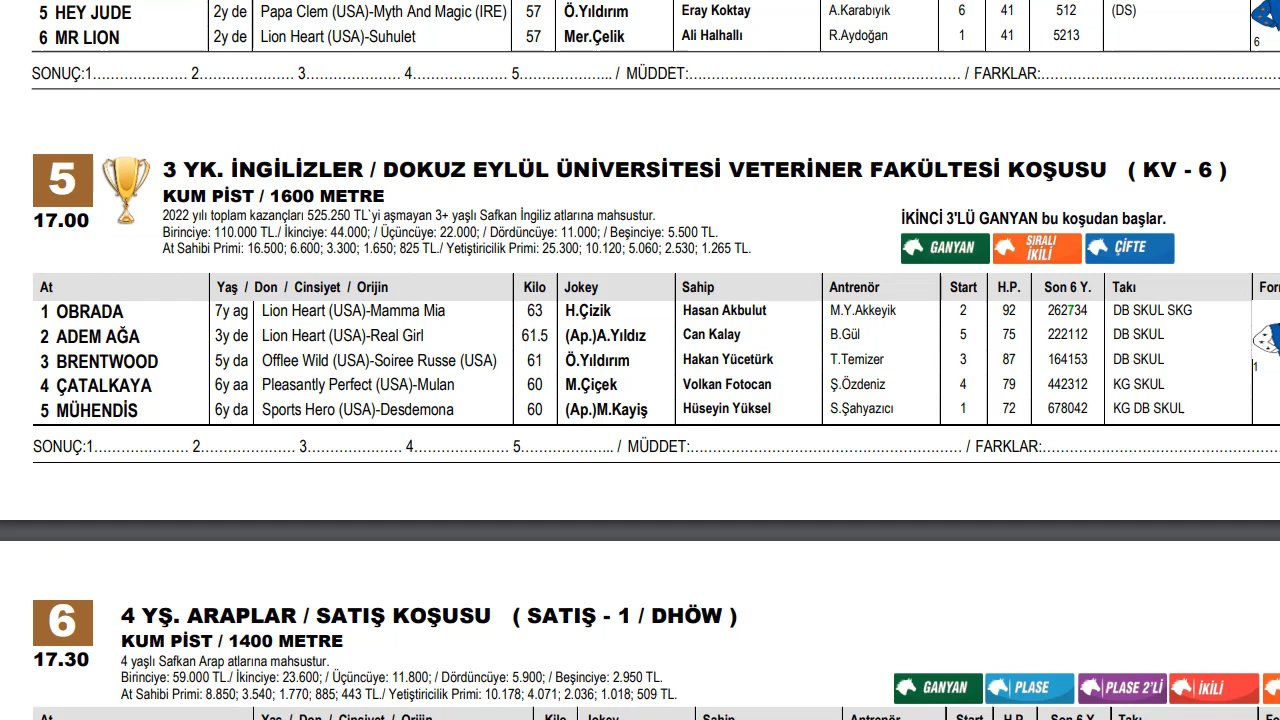 5 HEY JUDE 2y de Papa Clem (USA)-Myth And Magic (IRE) 57 Ö.Yıldırım Eray Koktay A.Karabıyık 6 41 512 (DS)
6 MR LION 2y de Lion Heart (USA)-Suhulet 57 Mer.Çelik Ali Halhallı R.Aydoğan 1 41 5213
6
SONUÇ:1..................... 2..................... 3..................... 4..................... 5..................... / MÜDDET:............................................................ / FARKLAR:............................................................
5
17.00
3 YK. İNGİLİZLER / DOKUZ EYLÜL ÜNİVERSİTESİ VETERİNER FAKÜLTESİ KOŞUSU ( KV - 6 )
KUM PİST / 1600 METRE
2022 yılı toplam kazançları 525.250 TL`yi aşmayan 3+ yaşlı Safkan İngiliz atlarına mahsustur.
Birinciye: 110.000 TL./ İkinciye: 44.000; / Üçüncüye: 22.000; / Dördüncüye: 11.000; / Beşinciye: 5.500 TL.
At Sahibi Primi: 16.500; 6.600; 3.300; 1.650; 825 TL./ Yetiştiricilik Primi: 25.300; 10.120; 5.060; 2.530; 1.265 TL.
İKİNCİ 3'LÜ GANYAN bu koşudan başlar.
GANYAN SIRALI İKİLİ ÇİFTE
At Yaş / Don / Cinsiyet / Orijin Kilo Jokey Sahip Antrenör Start H.P. Son 6 Y. Takı
1 OBRADA 7y ag Lion Heart (USA)-Mamma Mia 63 H.Çizik Hasan Akbulut M.Y.Akkeyik 2 92 262734 DB SKUL SKG
2 ADEM AĞA 3y de Lion Heart (USA)-Real Girl 61.5 (Ap.)A.Yıldız Can Kalay B.Gül 5 75 222112 DB SKUL
3 BRENTWOOD 5y da Offlee Wild (USA)-Soiree Russe (USA) 61 Ö.Yıldırım Hakan Yücetürk T.Temizer 3 87 164153 DB SKUL
1
4 ÇATALKAYA 6y aa Pleasantly Perfect (USA)-Mulan 60 M.Çiçek Volkan Fotocan Ş.Özdeniz 4 79 442312 KG SKUL
5 MÜHENDİS 6y da Sports Hero (USA)-Desdemona 60 (Ap.)M.Kayiş Hüseyin Yüksel S.Şahyazıcı 1 72 678042 KG DB SKUL
SONUÇ:1..................... 2..................... 3..................... 4..................... 5..................... / MÜDDET:............................................................ / FARKLAR:............................................................
6
17.30
4 YŞ. ARAPLAR / SATIŞ KOŞUSU ( SATIŞ - 1 / DHÖW )
KUM PİST / 1400 METRE
4 yaşlı Safkan Arap atlarına mahsustur.
Birinciye: 59.000 TL./ İkinciye: 23.600; / Üçüncüye: 11.800; / Dördüncüye: 5.900; / Beşinciye: 2.950 TL.
At Sahibi Primi: 8.850; 3.540; 1.770; 885; 443 TL./ Yetiştiricilik Primi: 10.178; 4.071; 2.036; 1.018; 509 TL.
GANYAN PLASE PLASE 2'Lİ İKİLİ
At Yaş / Don / Cinsiyet / Orijin Kilo Jokey Sahip Antrenör Start H.P. Son 6 Y. Takı